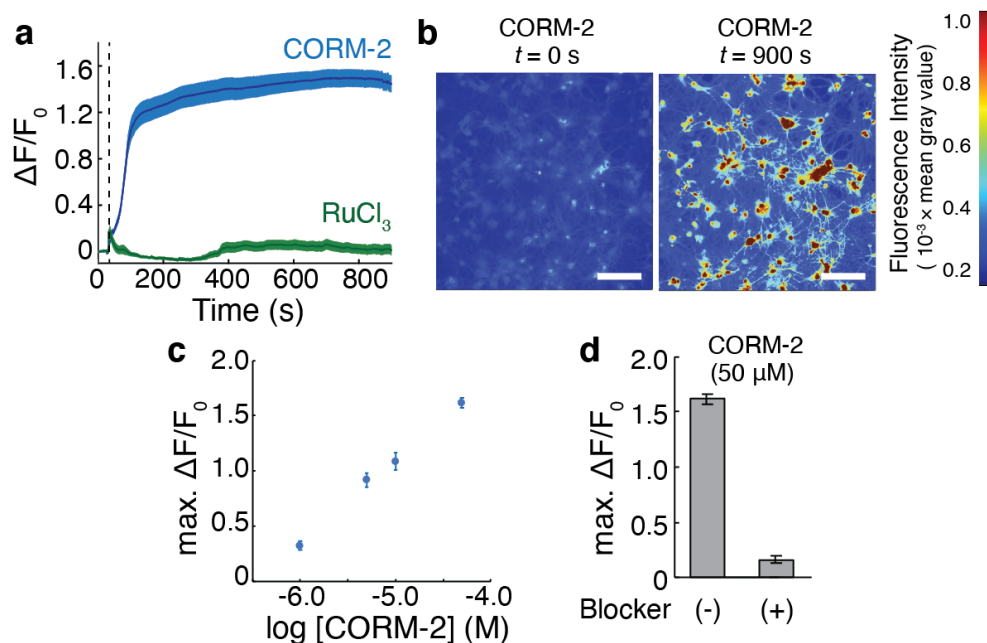 a
CORM-2
1.6
1.2
0.8
0.4
0
RuCl3
0 200 400 600 800
ΔF/F0
Time (s)
b
CORM-2
t = 0 s
CORM-2
t = 900 s
1.0
0.8
0.6
0.4
0.2
Fluorescence Intensity
( 10-3 × mean gray value)
c
2.0
1.5
1.0
0.5
0
-6.0 -5.0 -4.0
max. ΔF/F0
log [CORM-2] (M)
d
CORM-2
(50 μM)
2.0
1.5
1.0
0.5
0
max. ΔF/F0
Blocker (-) (+)